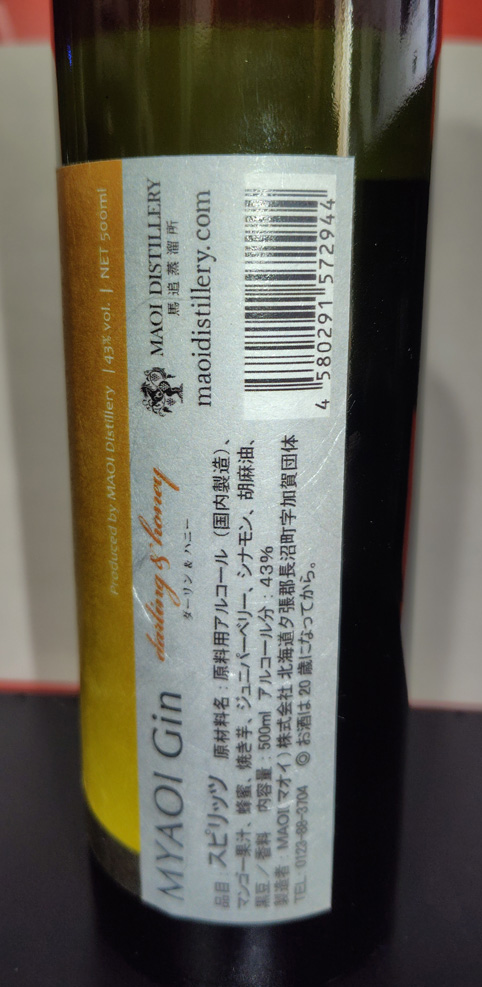 Produced by MAOI Distillery | 43% vol. | NET 500ml
MYAOI Gin
darling & honey
ダーリン & ハニー
MAOI DISTILLERY
馬追蒸溜所
maoidistillery.com
品目：スピリッツ 原材料名：原料用アルコール（国内製造）、
マンゴー果汁、蜂蜜、焼き芋、ジュニパーベリー、シナモン、胡麻油、
黒豆／香料 内容量：500ml アルコール分：43%
製造者：MAOI(マオイ)株式会社 北海道夕張郡長沼町字加賀団体
TEL: 0123-88-3704 ◎お酒は20歳になってから。
4 580291 572944